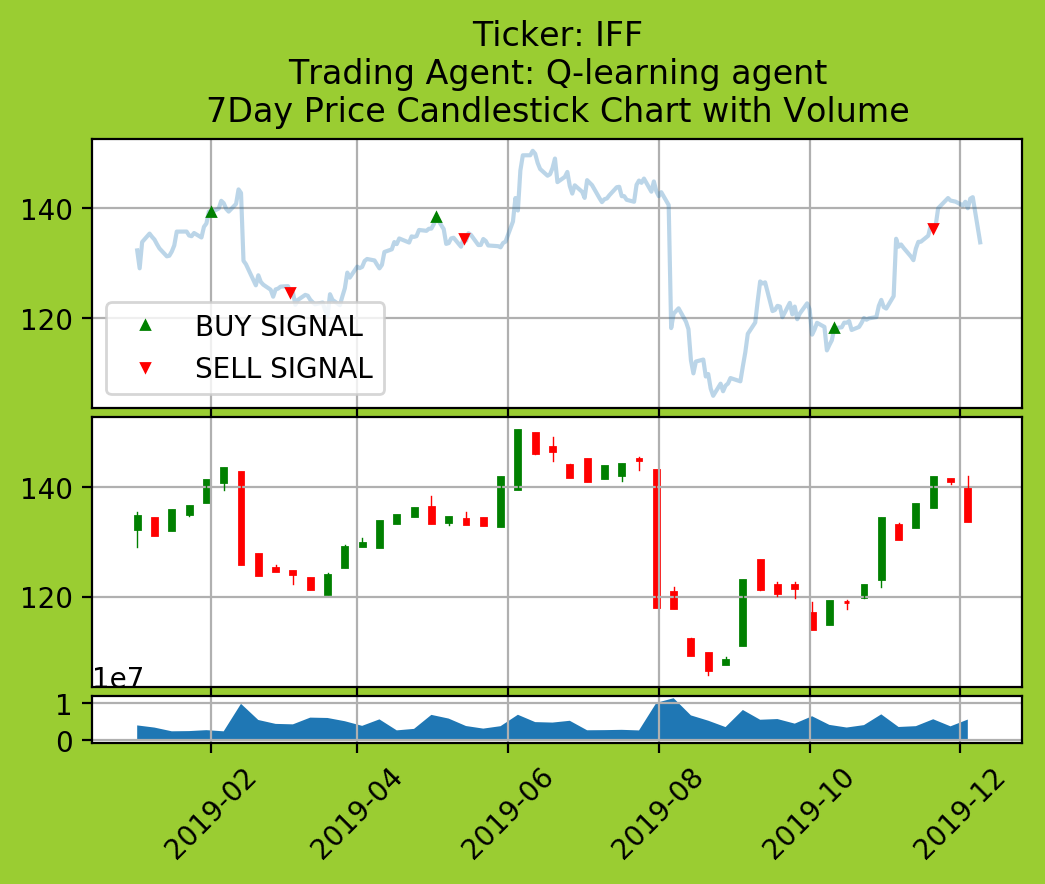 Ticker: IFF
Trading Agent: Q-learning agent
7Day Price Candlestick Chart with Volume
140
120
BUY SIGNAL
SELL SIGNAL
140
120
1e7
1
0
2019-02
2019-04
2019-06
2019-08
2019-10
2019-12